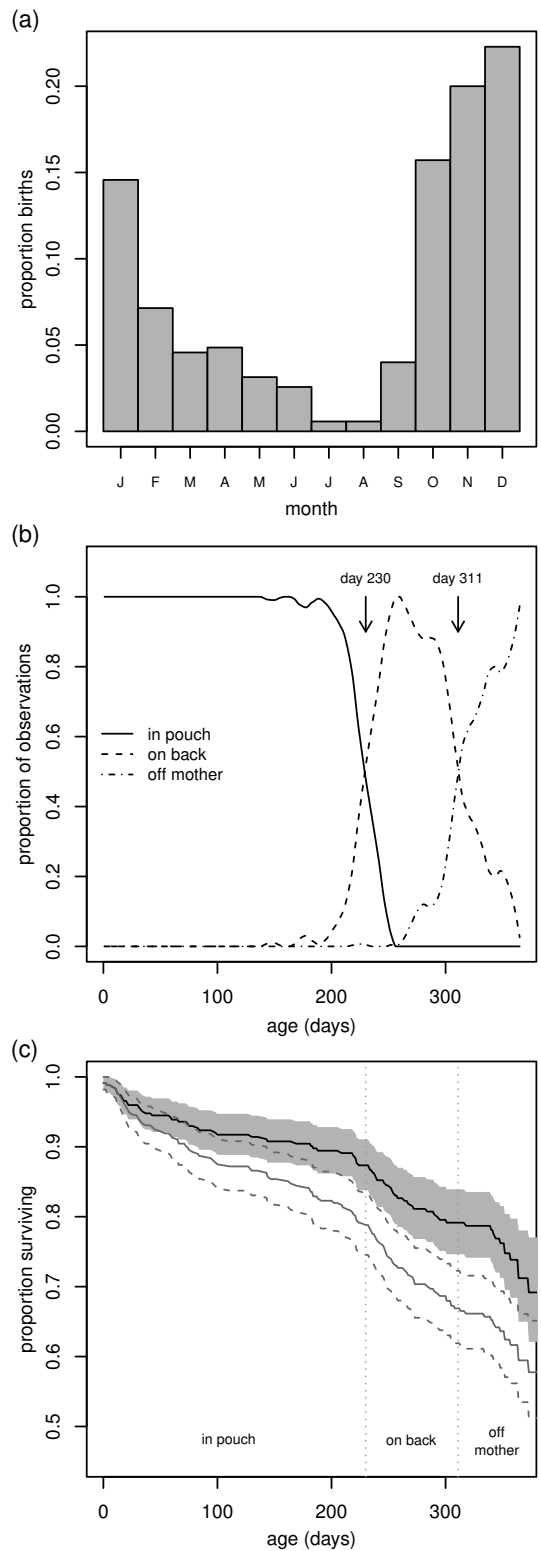 (a)
proportion births
0.20
0.15
0.10
0.05
0.00
J F M A M J J A S O N D
month
(b)
proportion of observations
day 230 day 311
1.0
0.8
0.6
0.4
0.2
0.0
in pouch
on back
off mother
0 100 200 300
age (days)
(c)
proportion surviving
1.0
0.9
0.8
0.7
0.6
0.5
in pouch
on back
off
mother
0 100 200 300
age (days)